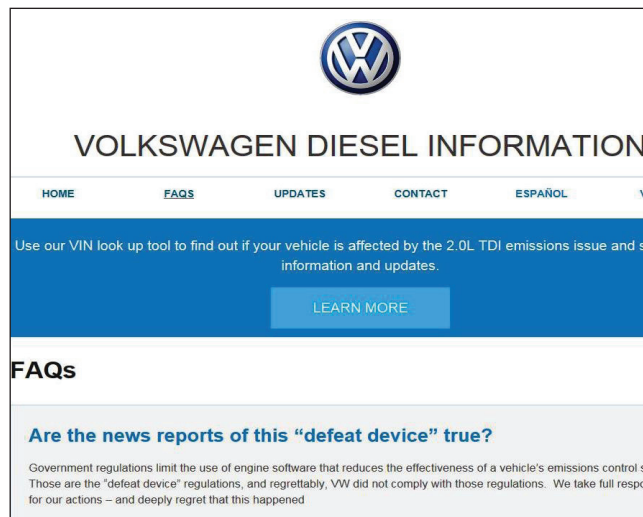 VOLKSWAGEN DIESEL INFORMATION
HOME FAQS UPDATES CONTACT ESPAÑOL
Use our VIN look up tool to find out if your vehicle is affected by the 2.0L TDI emissions issue and
information and updates.
LEARN MORE
FAQs
Are the news reports of this “defeat device” true?
Government regulations limit the use of engine software that reduces the effectiveness of a vehicle’s emissions control
Those are the “defeat device” regulations, and regrettably, VW did not comply with those regulations. We take full
for our actions – and deeply regret that this happened